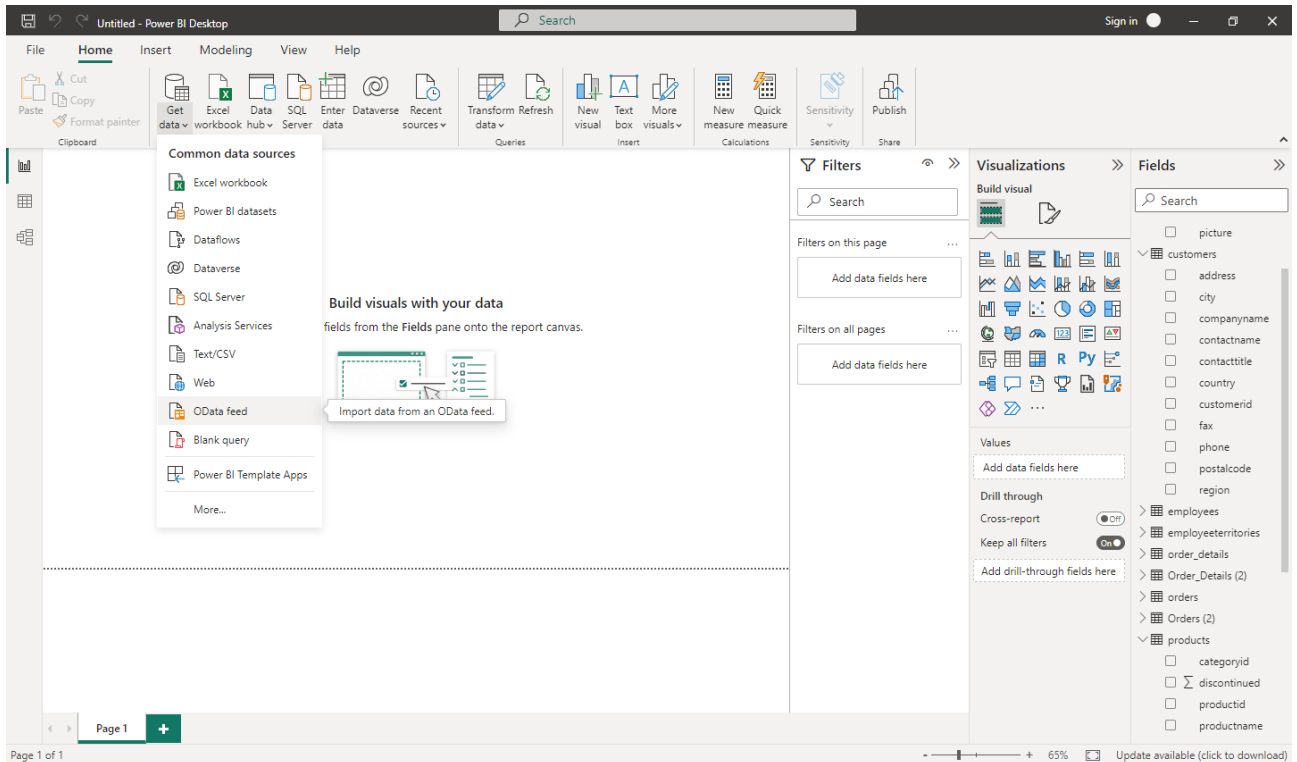 Untitled - Power BI Desktop
Search
Sign in
File Home Insert Modeling View Help
Paste
Cut
Copy
Format painter
Clipboard
Get data
Excel workbook
Data hub
SQL Server
Enter data
Dataverse
Recent sources
Transform data
Refresh
Queries
New visual
Text box
More visuals
Insert
New measure
Quick measure
Calculations
Sensitivity
Sensitivity
Publish
Share
Common data sources
Excel workbook
Power BI datasets
Dataflows
Dataverse
SQL Server
Analysis Services
Text/CSV
Web
OData feed
Blank query
Power BI Template Apps
More...
Import data from an OData feed.
Build visuals with your data
fields from the Fields pane onto the report canvas.
Filters
Search
Filters on this page ...
Add data fields here
Filters on all pages ...
Add data fields here
Visualizations
Build visual
123
R Py
...
Values
Add data fields here
Drill through
Cross-report Off
Keep all filters On
Add drill-through fields here
Fields
Search
picture
customers
address
city
companyname
contactname
contacttitle
country
customerid
fax
phone
postalcode
region
employees
employeeterritories
order_details
Order_Details (2)
orders
Orders (2)
products
categoryid
∑ discontinued
productid
productname
Page 1 +
Page 1 of 1
- + 65%
Update available (click to download)